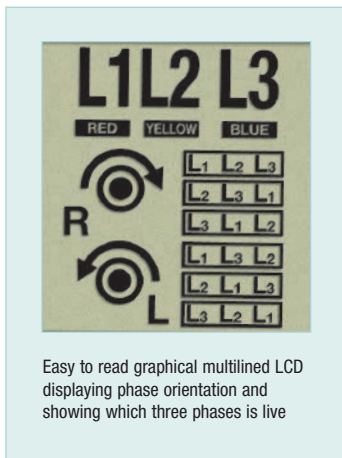 L1 L2 L3
RED YELLOW BLUE
L1 L2 L3
L2 L3 L1
R
L3 L1 L2
L1 L3 L2
L2 L1 L3
L
L3 L2 L1
Easy to read graphical multilined LCD
displaying phase orientation and
showing which three phases is live